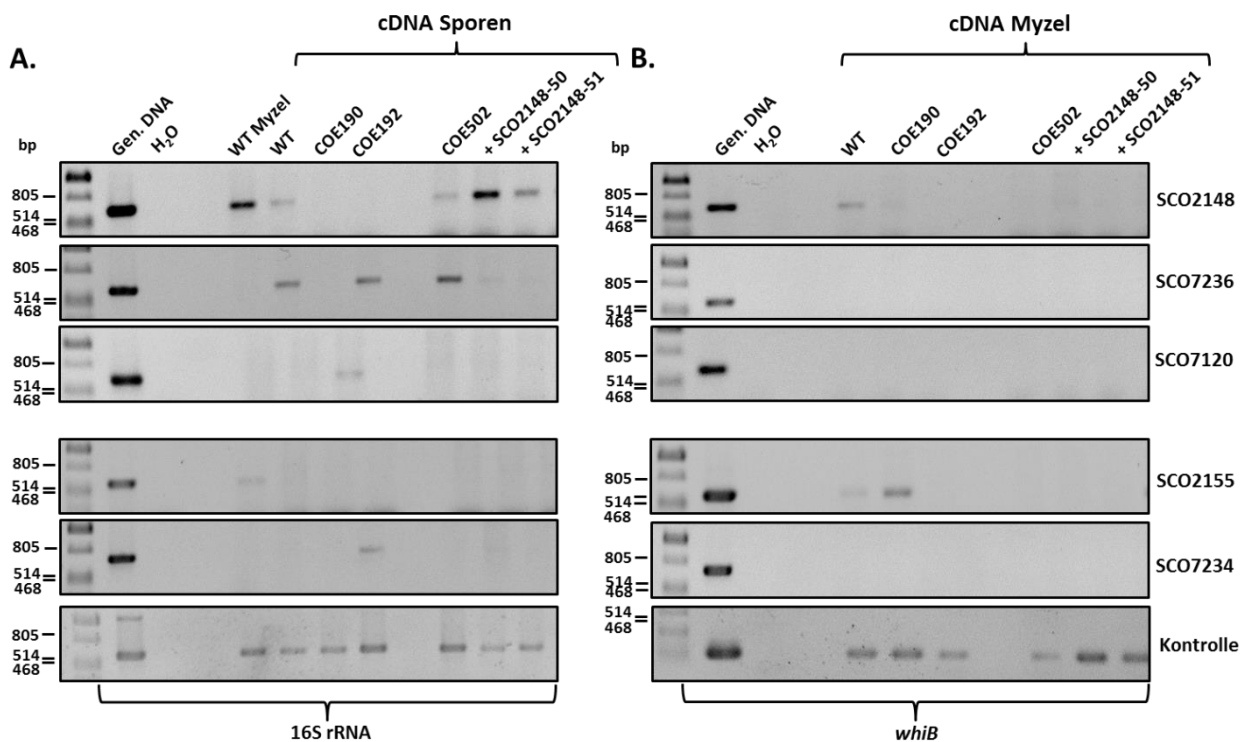 cDNA Sporen
A.
bp
Gen. DNA
H₂O
WT Myzel
WT
COE190
COE192
COE502
+ SCO2148-50
+ SCO2148-51
805
514
468
805
514
468
805
514
468
805
514
468
805
514
468
805
514
468
16S rRNA
cDNA Myzel
B.
bp
Gen. DNA
H₂O
WT
COE190
COE192
COE502
+ SCO2148-50
+ SCO2148-51
805
514
468
SCO2148
805
514
468
SCO7236
805
514
468
SCO7120
805
514
468
SCO2155
805
514
468
SCO7234
514
468
Kontrolle
whiB